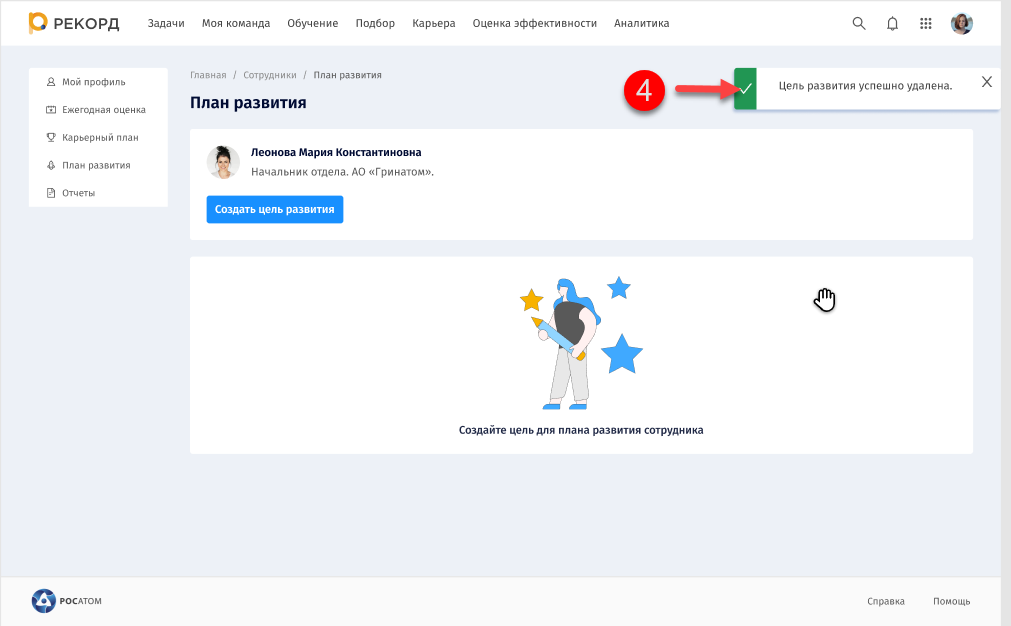 РЕКОРД
Задачи
Моя команда
Обучение
Подбор
Карьера
Оценка эффективности
Аналитика
Мой профиль
Ежегодная оценка
Карьерный план
План развития
Отчеты
Главная / Сотрудники / План развития
План развития
4
Цель развития успешно удалена.
Леонова Мария Константиновна
Начальник отдела. АО «Гринатом».
Создать цель развития
Создайте цель для плана развития сотрудника
РОСАТОМ
Справка
Помощь